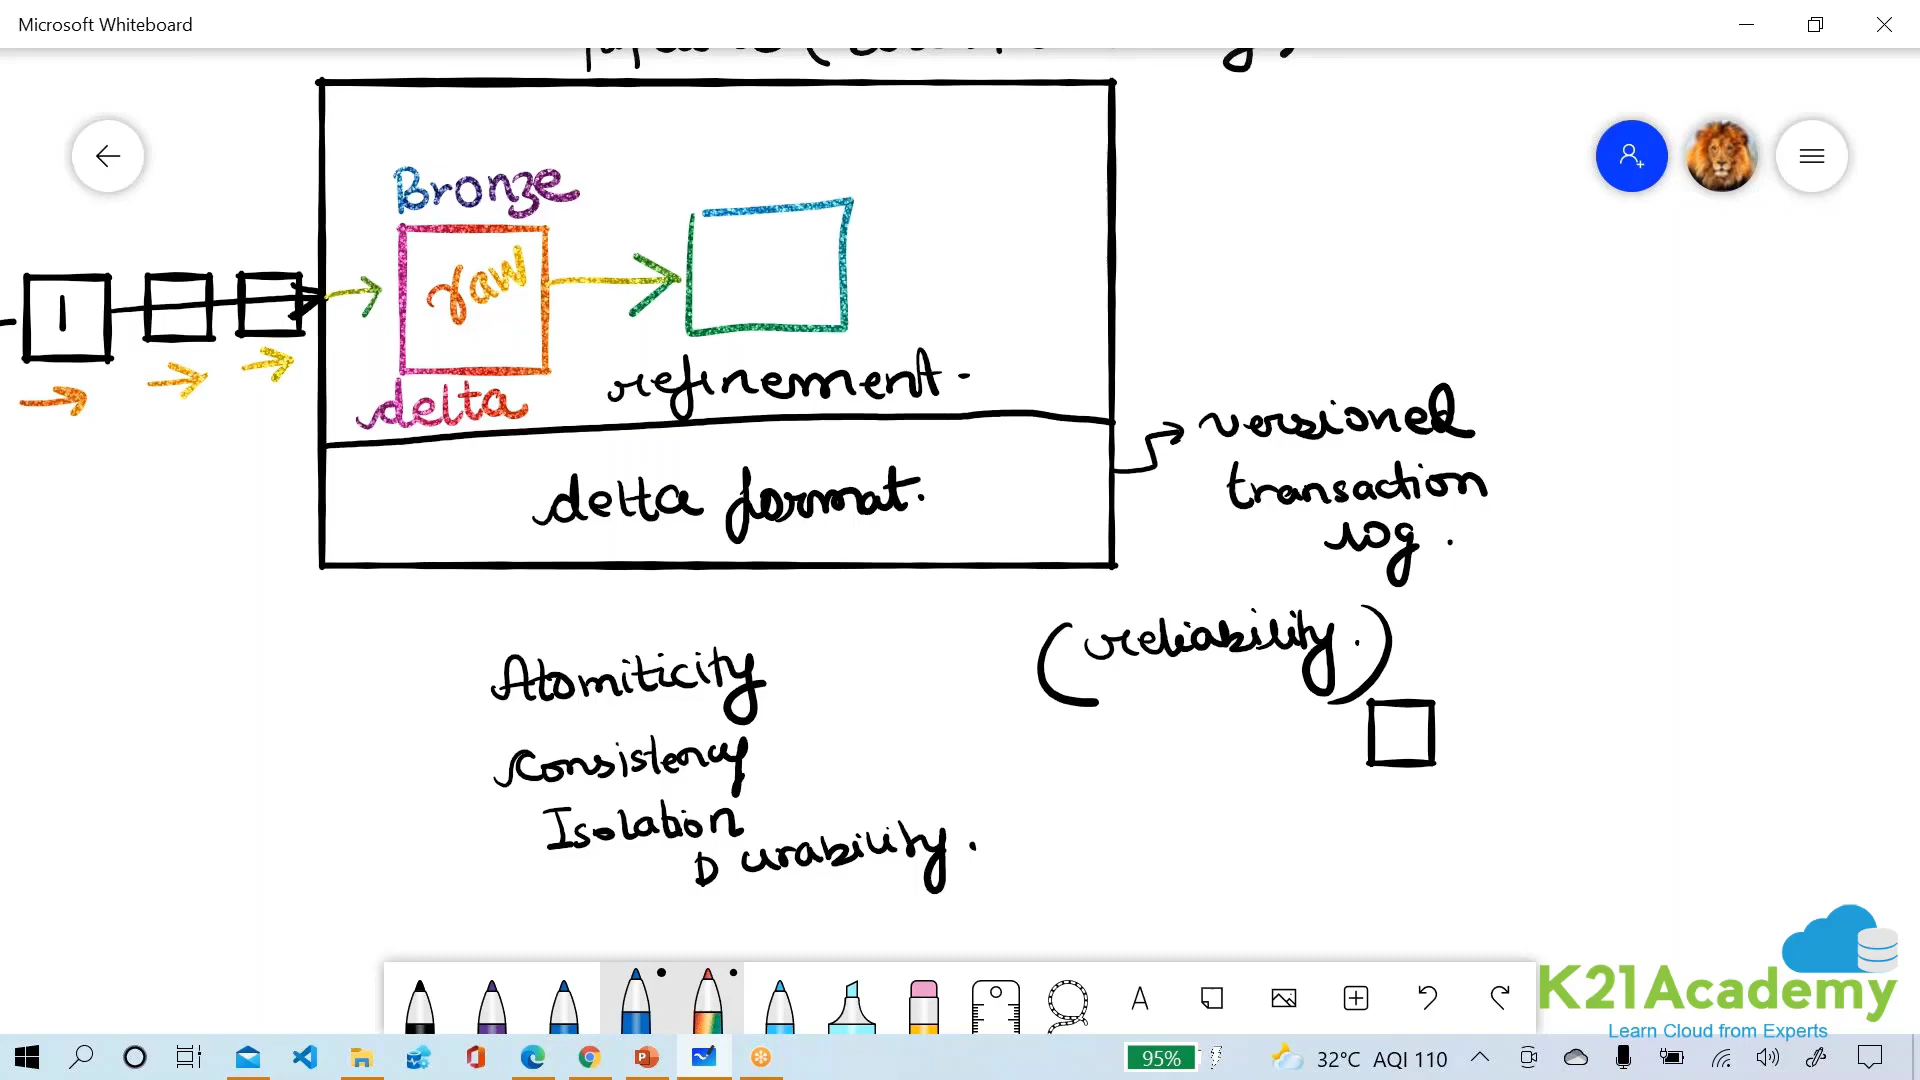 Microsoft Whiteboard
Bronze
1
raw
delta
refinement.
delta format.
versioned
transaction
log.
(reliability.)
Atomiticity
Consistency
Isolation
Durability.
A
K21Academy
Learn Cloud from Experts
95%
32°C AQI 110